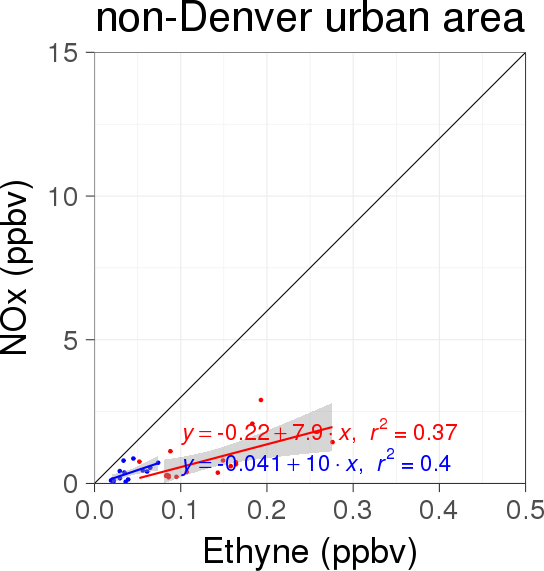 non-Denver urban area
NOx (ppbv)
15
10
5
0
y = -0.22 + 7.9 · x,  r² = 0.37
y = -0.041 + 10 · x,  r² = 0.4
0.0 0.1 0.2 0.3 0.4 0.5
Ethyne (ppbv)